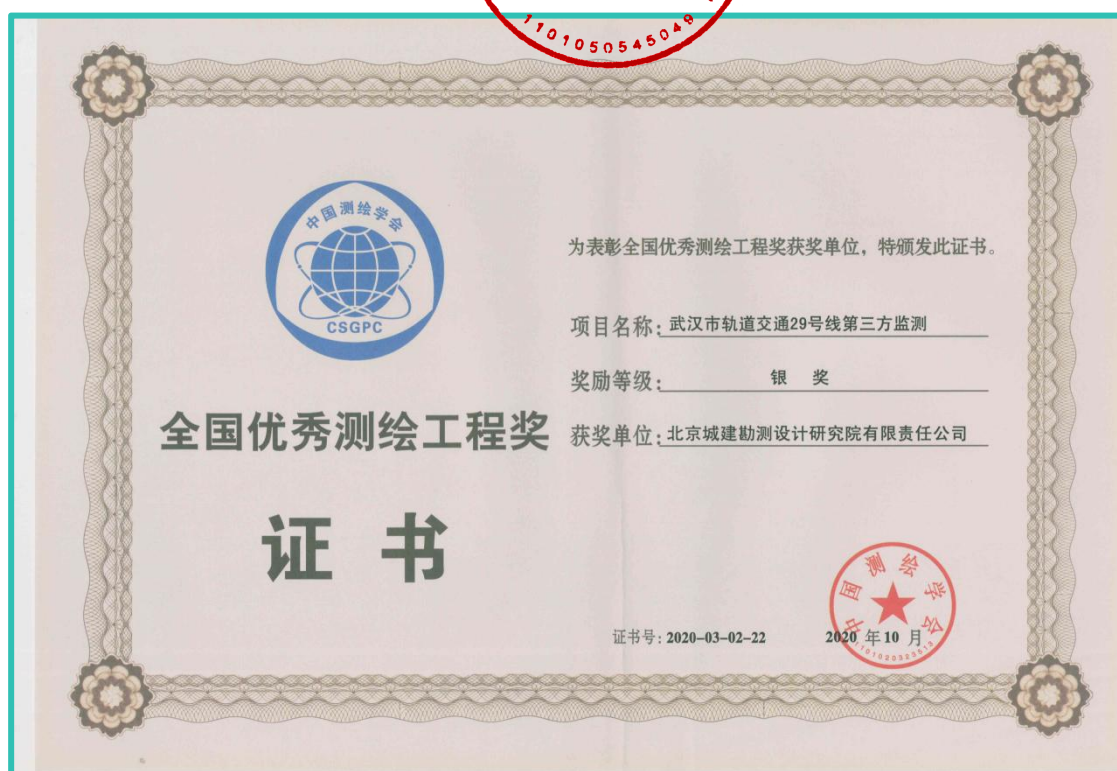 1101050545049
中国测绘学会
CSGPC
全国优秀测绘工程奖
证书
为表彰全国优秀测绘工程奖获奖单位，特颁发此证书。
项目名称：武汉市轨道交通29号线第三方监测
奖励等级：银 奖
获奖单位：北京城建勘测设计研究院有限责任公司
中国测绘学会
证书号：2020-03-02-22
2020 年 10 月